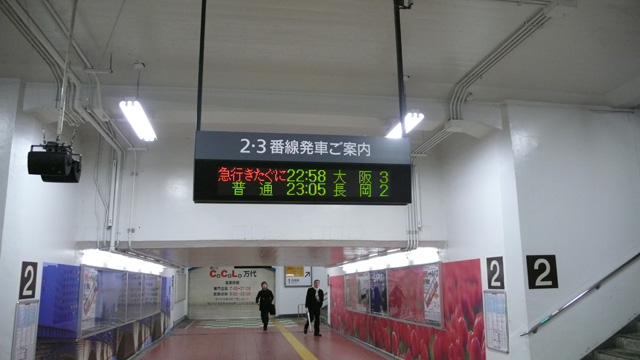 2・3番線発車ご案内
急行きたぐに 22:58 大阪 3
普通 23:05 長岡 2
CoCoLo万代
2
2
2